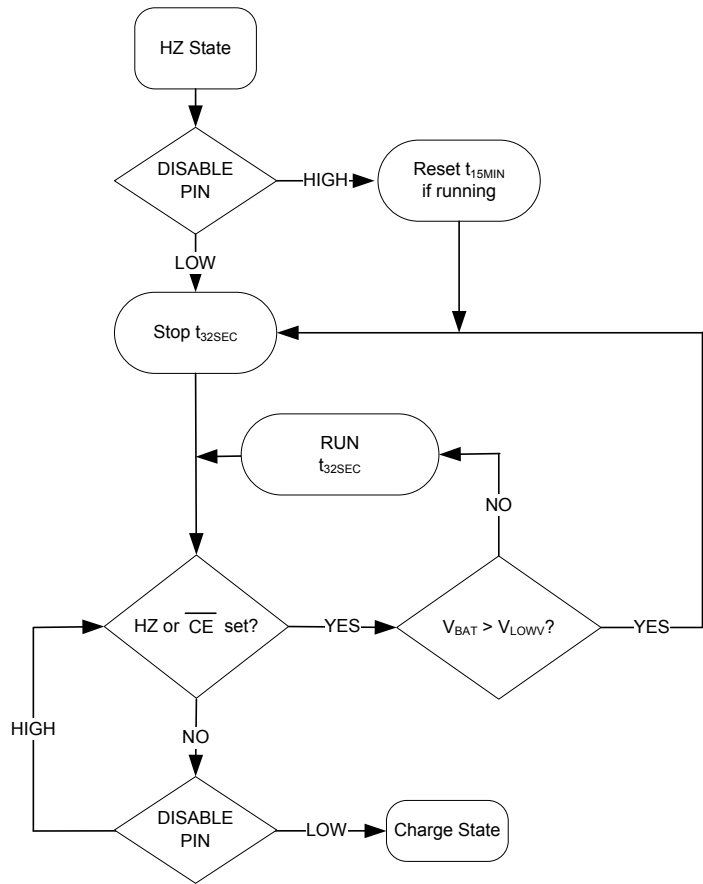 HZ State
DISABLE
PIN
HIGH
Reset t15MIN
if running
LOW
Stop t32SEC
RUN
t32SEC
NO
HZ or C̅E̅ set?
YES
VBAT > VLOWV?
YES
HIGH
NO
DISABLE
PIN
LOW
Charge State